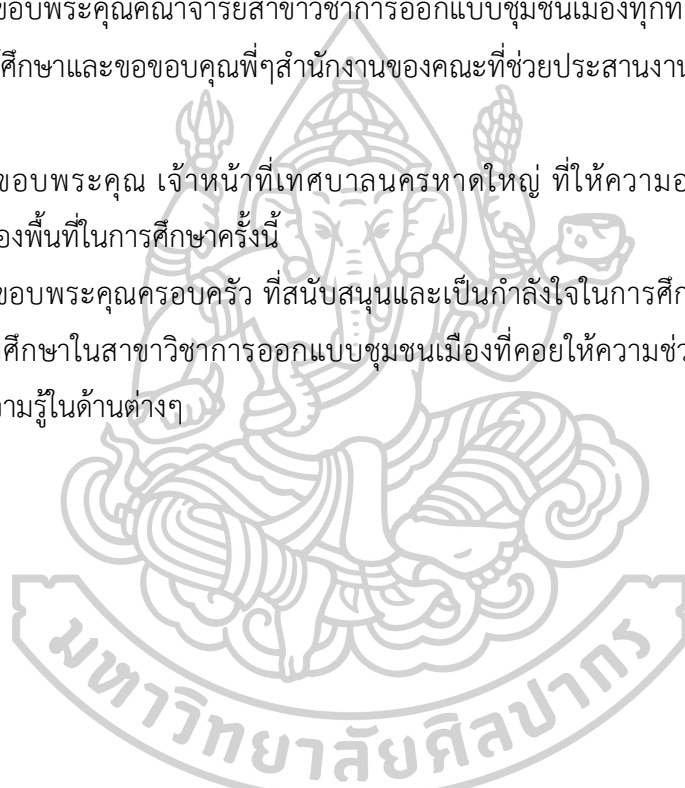 ขอบพระคุณคณาจารย์สาขาวิชาการออกแบบชุมชนเมืองทุกท
ศึกษาและขอขอบคุณพี่ๆสำนักงานของคณะที่ช่วยประสานงาน
ขอบพระคุณ เจ้าหน้าที่เทศบาลนครหาดใหญ่ ที่ให้ความอ
องพื้นที่ในการศึกษาครั้งนี้
ขอบพระคุณครอบครัว ที่สนับสนุนและเป็นกำลังใจในการศึก
ศึกษาในสาขาวิชาการออกแบบชุมชนเมืองที่คอยให้ความช่ว
วามรู้ในด้านต่างๆ
มหาวิทยาลัยศิลปากร